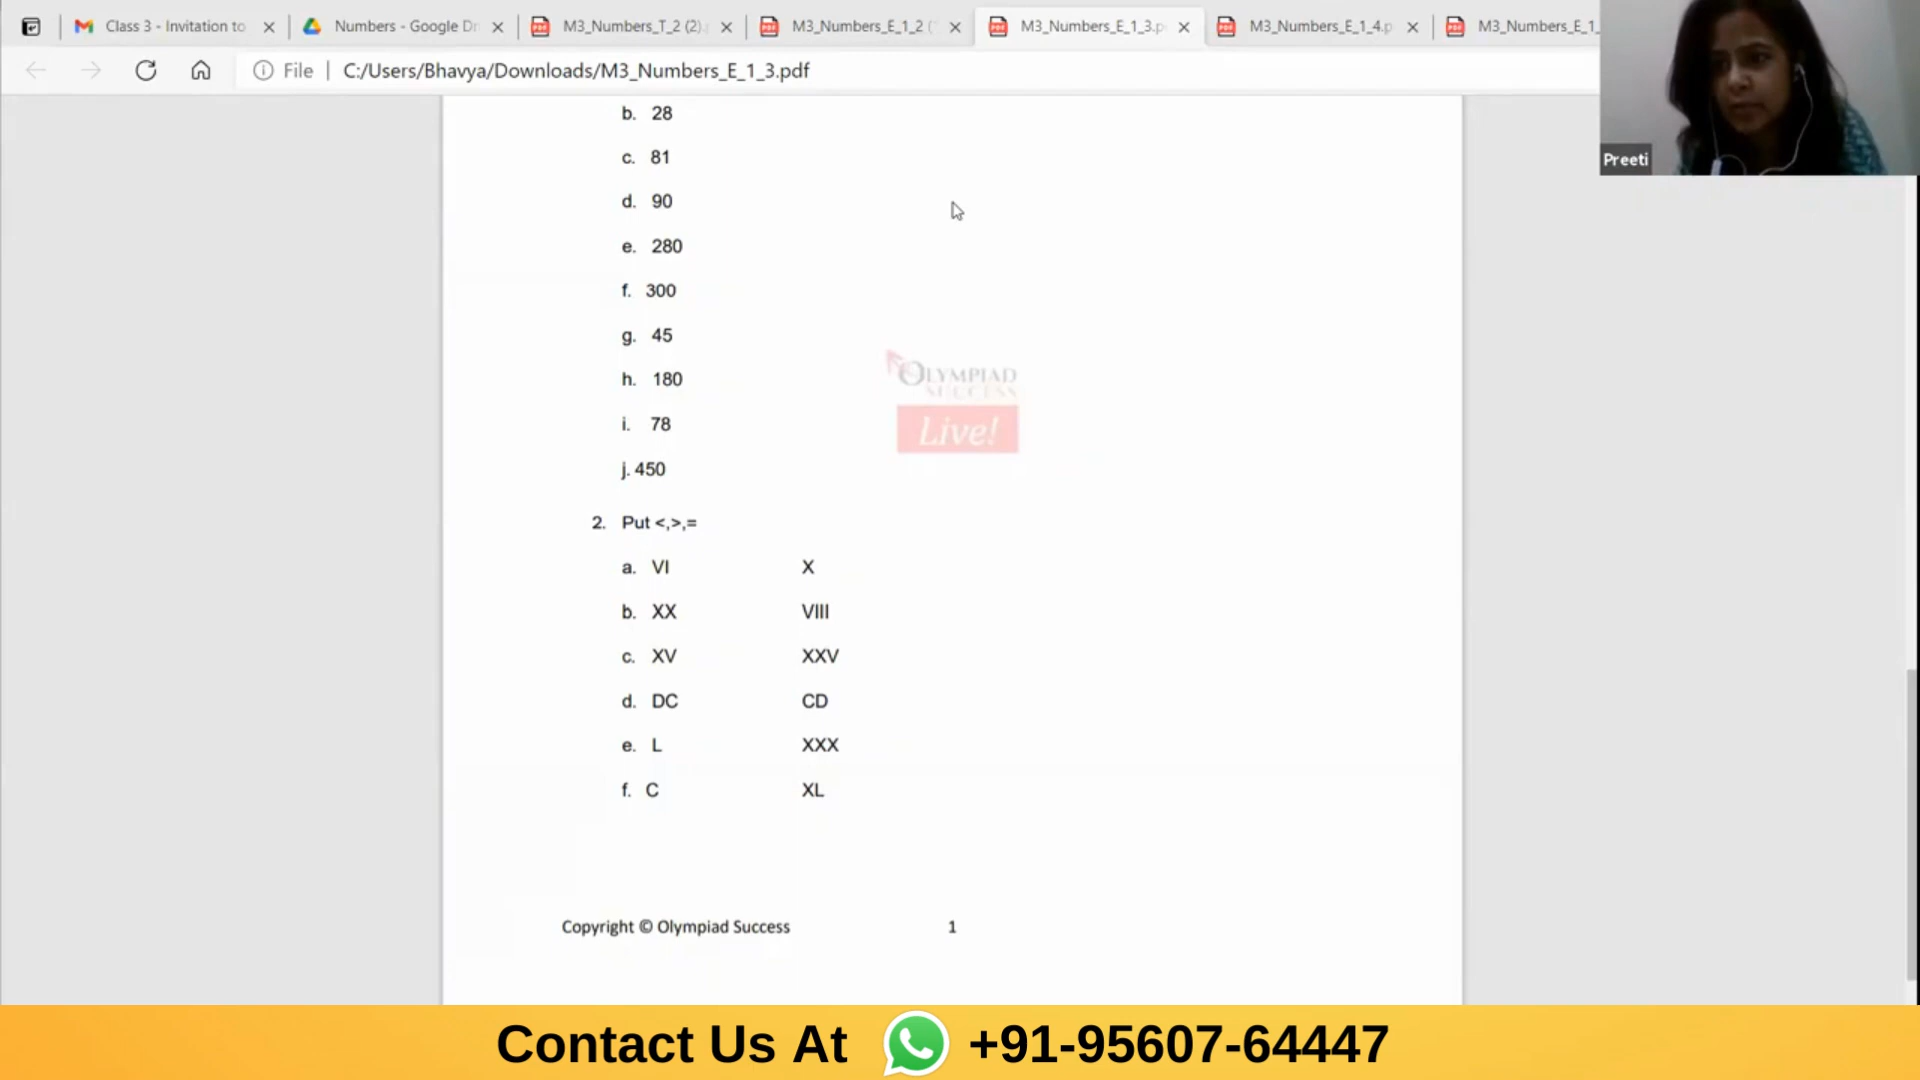 Class 3 - Invitation to
Numbers - Google Dr
M3_Numbers_T_2 (2).
M3_Numbers_E_1_2 (
M3_Numbers_E_1_3.p
M3_Numbers_E_1_4.p
M3_Numbers_E_1_
File
C:/Users/Bhavya/Downloads/M3_Numbers_E_1_3.pdf
Preeti
b. 28
c. 81
d. 90
e. 280
f. 300
g. 45
h. 180
i. 78
j. 450
OLYMPIAD
SUCCESS
Live!
2. Put <,>,=
a. VI X
b. XX VIII
c. XV XXV
d. DC CD
e. L XXX
f. C XL
Copyright © Olympiad Success 1
Contact Us At +91-95607-64447